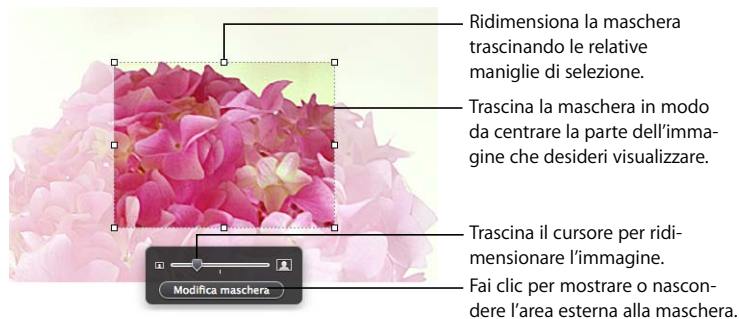 Ridimensiona la maschera
trascinando le relative
maniglie di selezione.
Trascina la maschera in modo
da centrare la parte dell'imma-
gine che desideri visualizzare.
Trascina il cursore per ridi-
mensionare l'immagine.
Modifica maschera
Fai clic per mostrare o nascon-
dere l'area esterna alla maschera.